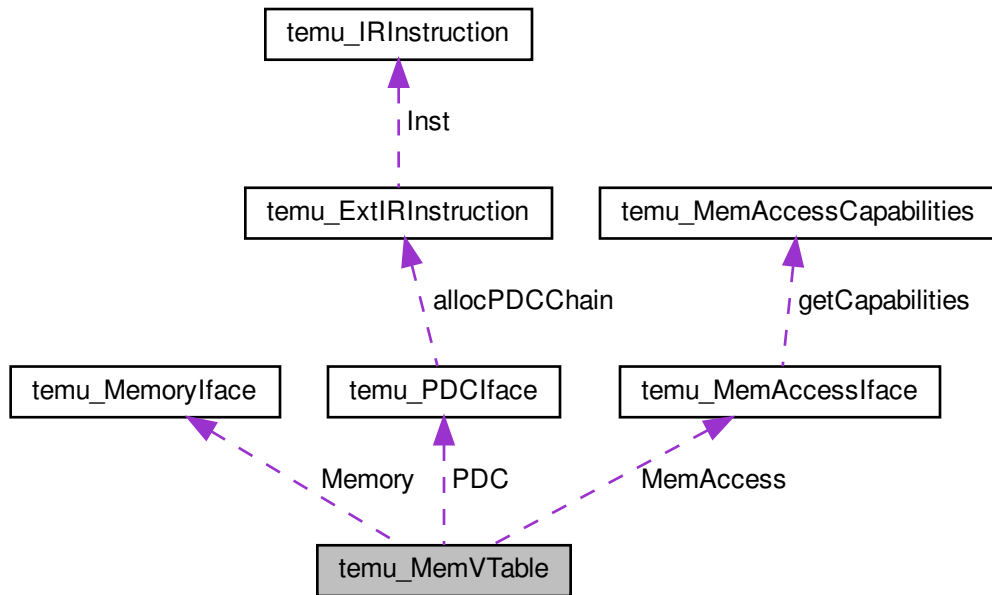 temu_IRInstruction
Inst
temu_ExtIRInstruction
temu_MemAccessCapabilities
allocPDCChain
getCapabilities
temu_MemoryIface
temu_PDCIface
temu_MemAccessIface
Memory
PDC
MemAccess
temu_MemVTable